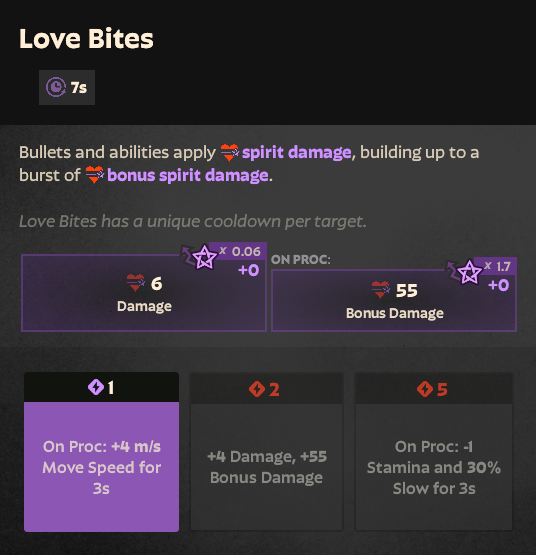 Love Bites
7s
Bullets and abilities apply spirit damage, building up to a
burst of bonus spirit damage.
Love Bites has a unique cooldown per target.
x 0.06
+0
6
Damage
ON PROC:
x 1.7
+0
55
Bonus Damage
1
On Proc: +4 m/s
Move Speed for
3s
2
+4 Damage, +55
Bonus Damage
5
On Proc: -1
Stamina and 30%
Slow for 3s